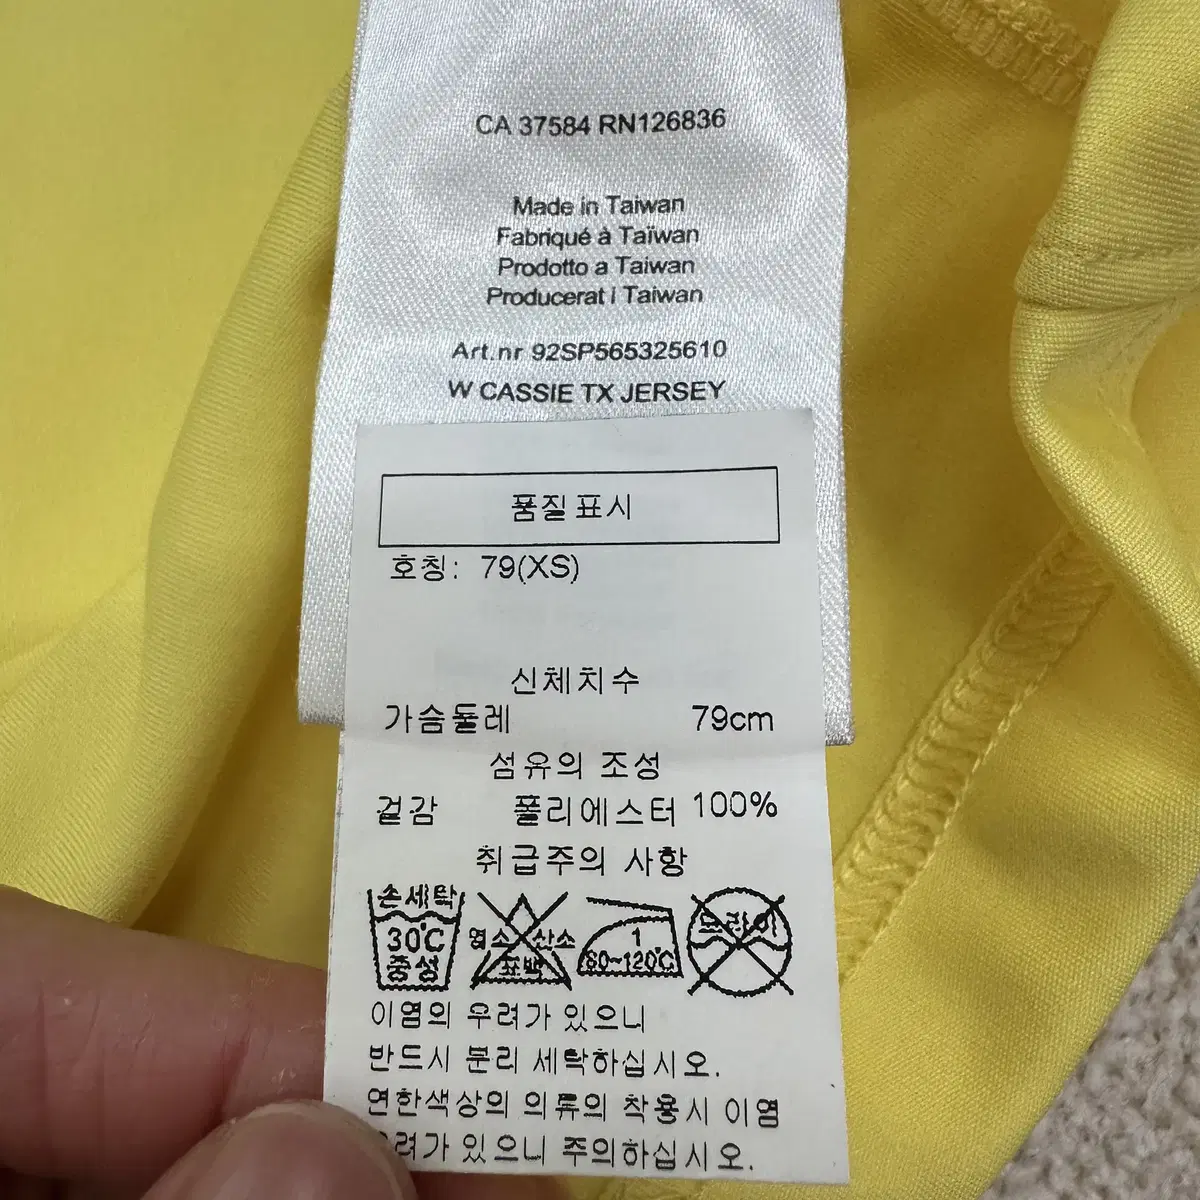 CA 37584 RN126836
Made in Taiwan
Fabriqué à Taïwan
Prodotto a Taiwan
Producerat i Taiwan
Art.nr 92SP565325610
W CASSIE TX JERSEY
품질표시
호칭: 79(XS)
신체치수
가슴둘레 79cm
섬유의 조성
겉감 폴리에스터 100%
취급주의 사항
손세탁 30℃ 중성
염소 산소 표백
1 80~120℃
드라이
이염의 우려가 있으니
반드시 분리 세탁하십시오.
연한색상의 의류의 착용시 이염
우려가 있으니 주의하십시오.